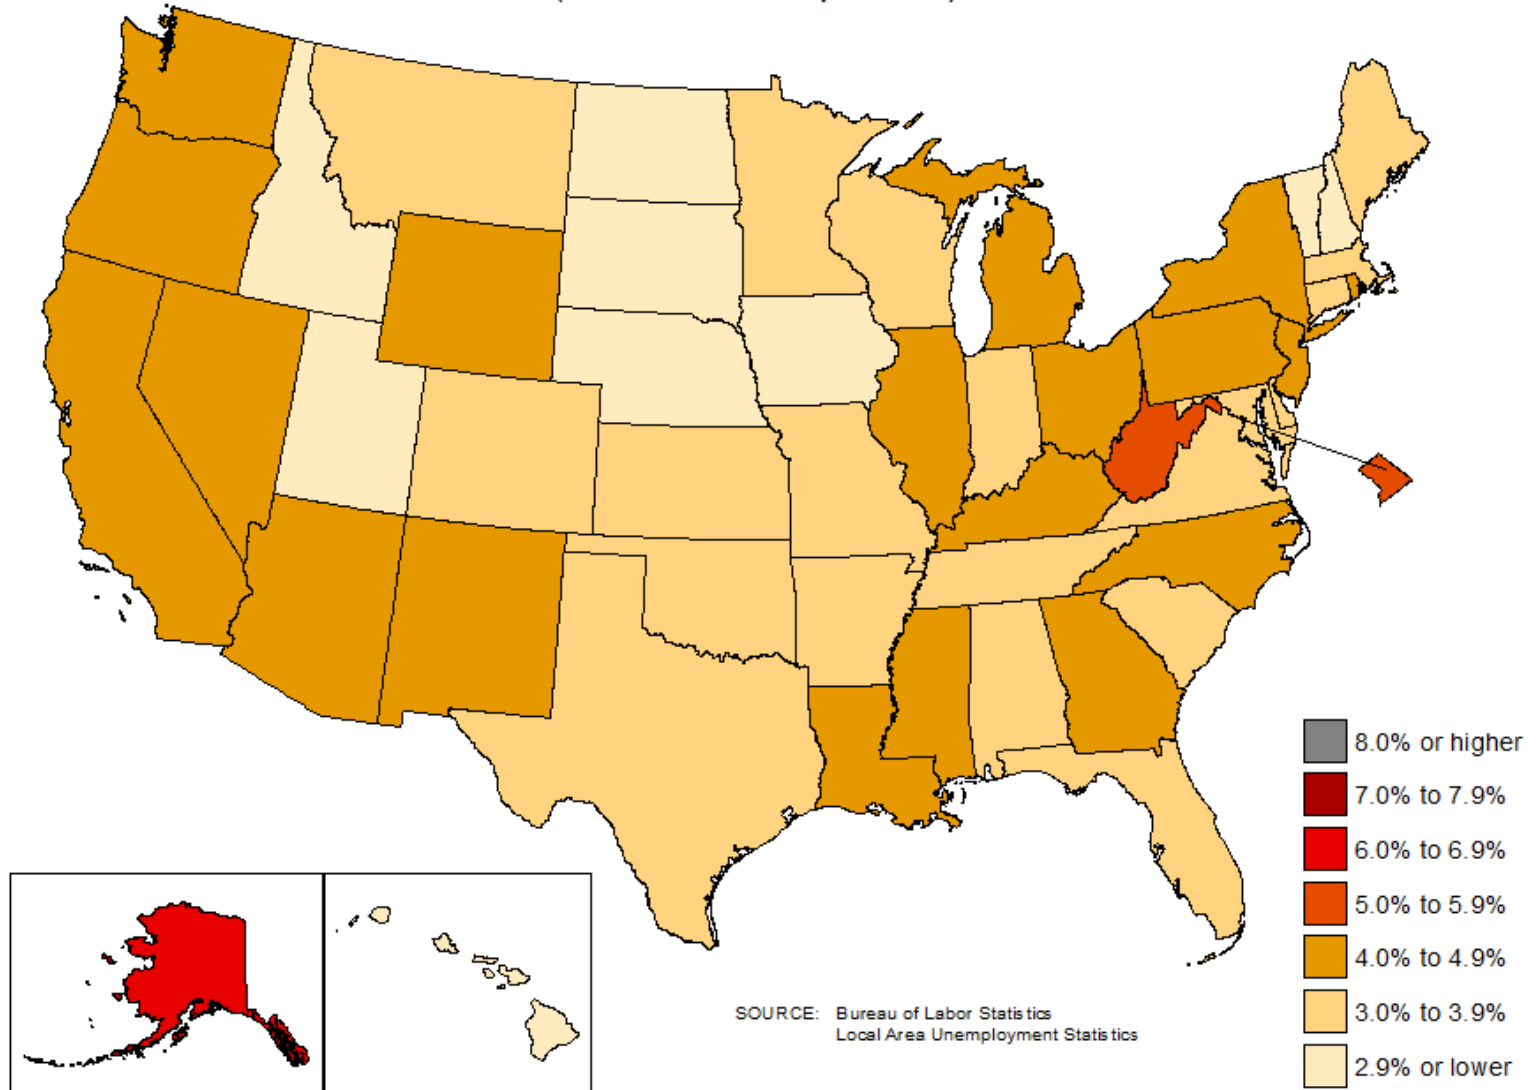 8.0% or higher
7.0% to 7.9%
6.0% to 6.9%
5.0% to 5.9%
4.0% to 4.9%
3.0% to 3.9%
2.9% or lower
SOURCE: Bureau of Labor Statistics
Local Area Unemployment Statistics